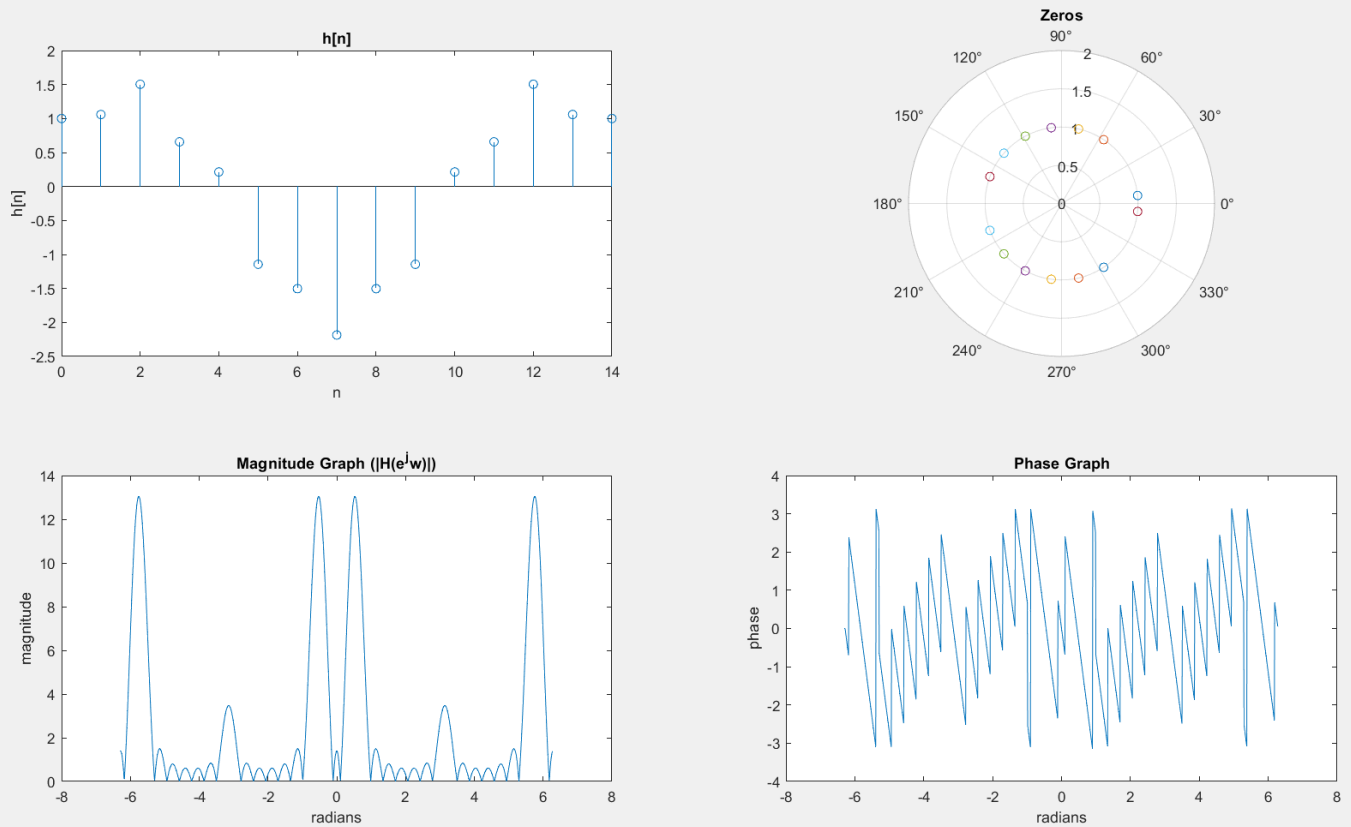 h[n]
2
1.5
1
0.5
0
-0.5
-1
-1.5
-2
-2.5
h[n]
0 2 4 6 8 10 12 14
n
Zeros
90°
120° 2 60°
1.5
150° 1 30°
0.5
180° 0 0°
210° 330°
240° 300°
270°
Magnitude Graph (|H(e^jw)|)
14
12
10
8
6
4
2
0
magnitude
-8 -6 -4 -2 0 2 4 6 8
radians
Phase Graph
4
3
2
1
0
-1
-2
-3
-4
phase
-8 -6 -4 -2 0 2 4 6 8
radians